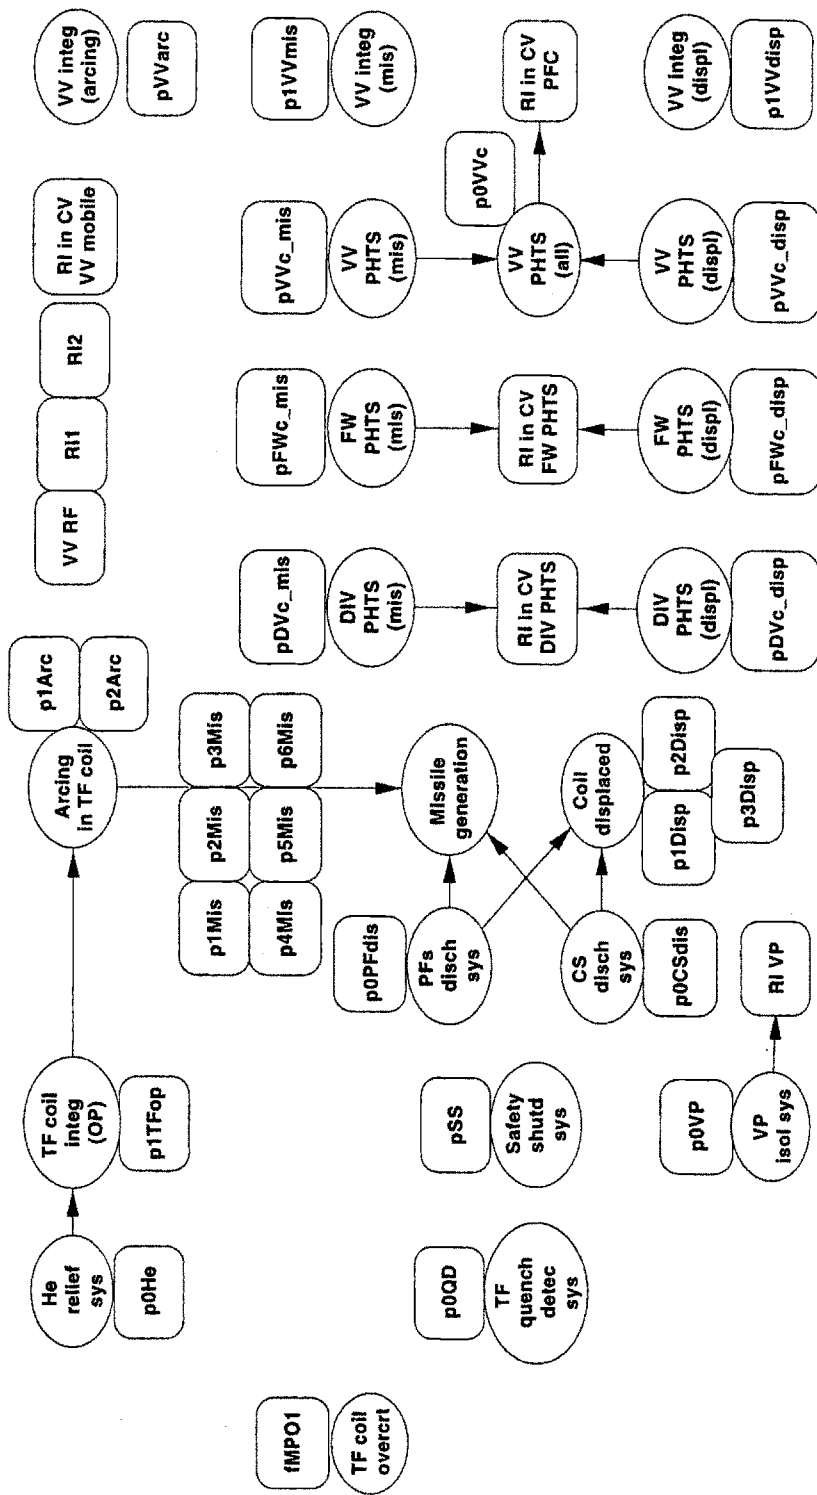 fMPO1
TF coil
overcrt
He
relief
sys
p0He
TF coil
integ
(OP)
p1TFop
p0QD
TF
quench
detec
sys
pSS
Safety
shutd
sys
p0VP
VP
isol sys
RI VP
Arcing
in TF coil
p1Arc
p2Arc
p1Mis
p2Mis
p3Mis
p4Mis
p5Mis
p6Mis
p0PFdis
PFs
disch
sys
CS
disch
sys
p0CSdis
Missile
generation
Coil
displaced
p1Disp
p2Disp
p3Disp
VV RF
RI1
RI2
RI in CV
VV mobile
pDVc_mis
DIV
PHTS
(mis)
RI in CV
DIV PHTS
DIV
PHTS
(displ)
pDVc_disp
pFWc_mis
FW
PHTS
(mis)
RI in CV
FW PHTS
FW
PHTS
(displ)
pFWc_disp
pVVc_mis
VV
PHTS
(mis)
p0VVc
VV
PHTS
(all)
VV
PHTS
(displ)
pVVc_disp
VV integ
(arcing)
pVVarc
p1VVmis
VV integ
(mis)
RI in CV
PFC
VV integ
(displ)
p1VVdisp